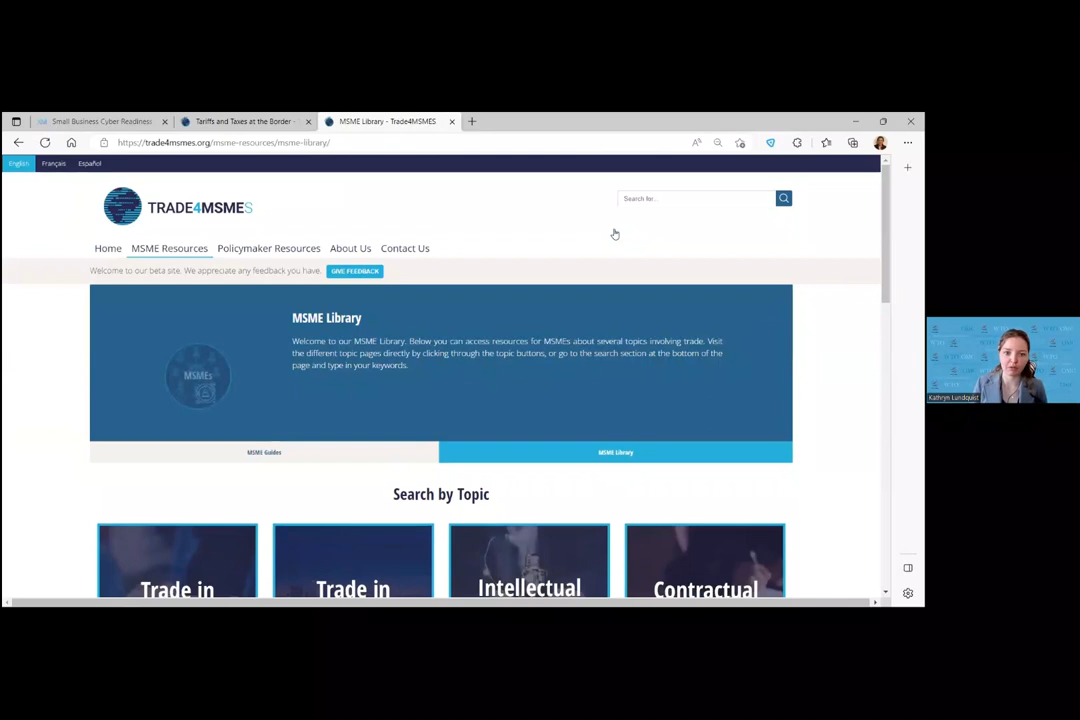 Small Business Cyber Readiness
Tariffs and Taxes at the Border -
MSME Library - Trade4MSMEs
https://trade4msmes.org/msme-resources/msme-library/
English Français Español
TRADE4MSMES
Search for..
Home MSME Resources Policymaker Resources About Us Contact Us
Welcome to our beta site. We appreciate any feedback you have. GIVE FEEDBACK
MSME Library
Welcome to our MSME Library. Below you can access resources for MSMEs about several topics involving trade. Visit
the different topic pages directly by clicking through the topic buttons, or go to the search section at the bottom of the
page and type in your keywords.
MSMEs
MSME Guides MSME Library
Search by Topic
Trade in
Trade in
Intellectual
Contractual
Kathryn Lundquist